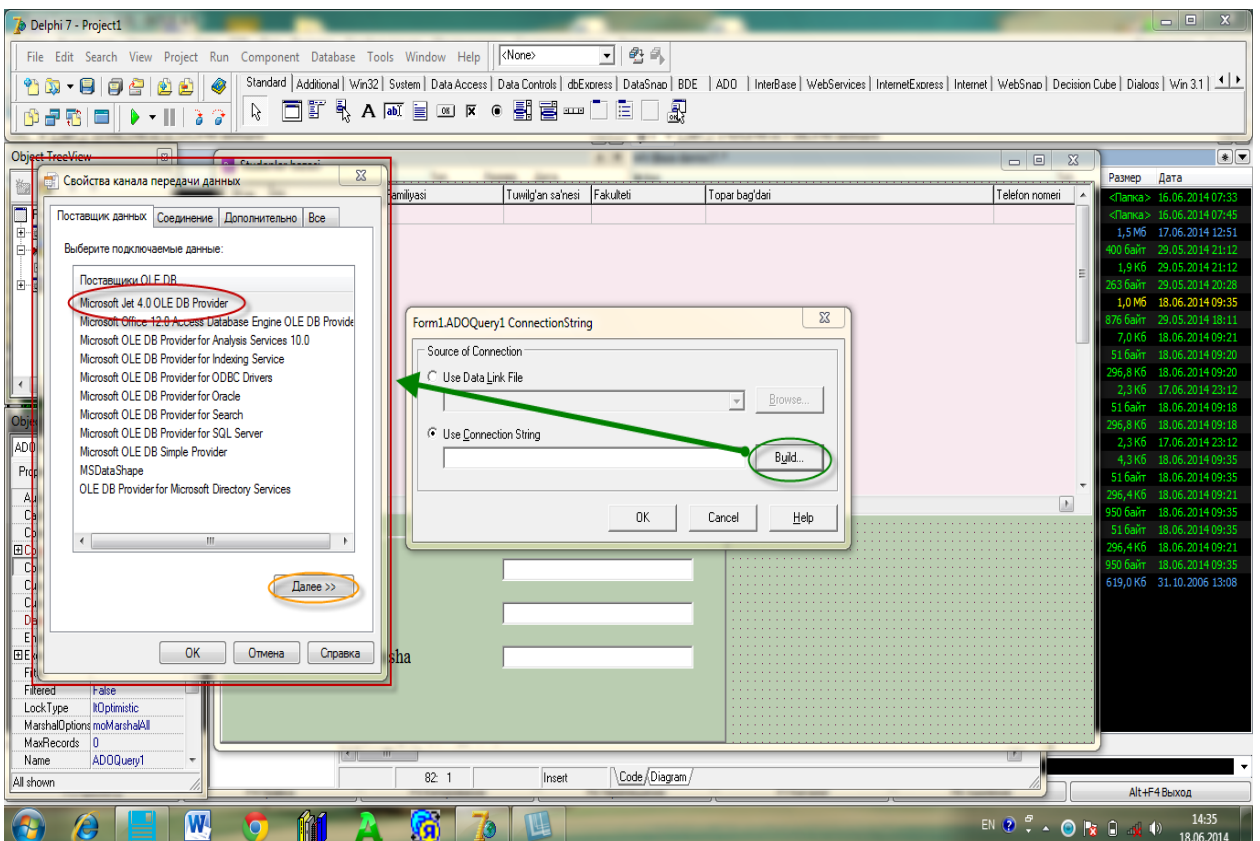 Delphi 7 - Project1
File Edit Search View Project Run Component Database Tools Window Help <None>
Standard Additional Win32 System Data Access Data Controls dbExpress DataSnap BDE ADO InterBase WebServices InternetExpress Internet WebSnap Decision Cube Dialogs Win 3.1
Object TreeView
Studentler bazasi
Familiyasi Tuwilg'an sa'nesi Fakulteti Topar bag'dari Telefon nomeri
Свойства канала передачи данных
Поставщик данных Соединение Дополнительно Все
Выберите подключаемые данные:
Поставщики OLE DB
Microsoft Jet 4.0 OLE DB Provider
Microsoft Office 12.0 Access Database Engine OLE DB Provide
Microsoft OLE DB Provider for Analysis Services 10.0
Microsoft OLE DB Provider for Indexing Service
Microsoft OLE DB Provider for ODBC Drivers
Microsoft OLE DB Provider for Oracle
Microsoft OLE DB Provider for Search
Microsoft OLE DB Provider for SQL Server
Microsoft OLE DB Simple Provider
MSDataShape
OLE DB Provider for Microsoft Directory Services
Далее >>
OK Отмена Справка
Form1.ADOQuery1 ConnectionString
Source of Connection
Use Data Link File
Browse...
Use Connection String
Build...
OK Cancel Help
sha
Filtered False
LockType ltOptimistic
MarshalOptions moMarshalAll
MaxRecords 0
Name ADOQuery1
All shown
82: 1 Insert Code Diagram
Размер Дата
<Папка> 16.06.2014 07:33
<Папка> 16.06.2014 07:45
1,5 Мб 17.06.2014 12:51
400 байт 29.05.2014 21:12
1,9 Кб 29.05.2014 21:12
263 байт 29.05.2014 20:28
1,0 Мб 18.06.2014 09:35
876 байт 29.05.2014 18:11
7,0 Кб 18.06.2014 09:21
51 байт 18.06.2014 09:20
296,8 Кб 18.06.2014 09:20
2,3 Кб 17.06.2014 23:12
51 байт 18.06.2014 09:18
296,8 Кб 18.06.2014 09:18
2,3 Кб 17.06.2014 23:12
4,3 Кб 18.06.2014 09:35
51 байт 18.06.2014 09:35
296,4 Кб 18.06.2014 09:21
950 байт 18.06.2014 09:35
51 байт 18.06.2014 09:35
296,4 Кб 18.06.2014 09:21
950 байт 18.06.2014 09:35
619,0 Кб 31.10.2006 13:08
Alt+F4 Выход
EN 14:35
18.06.2014